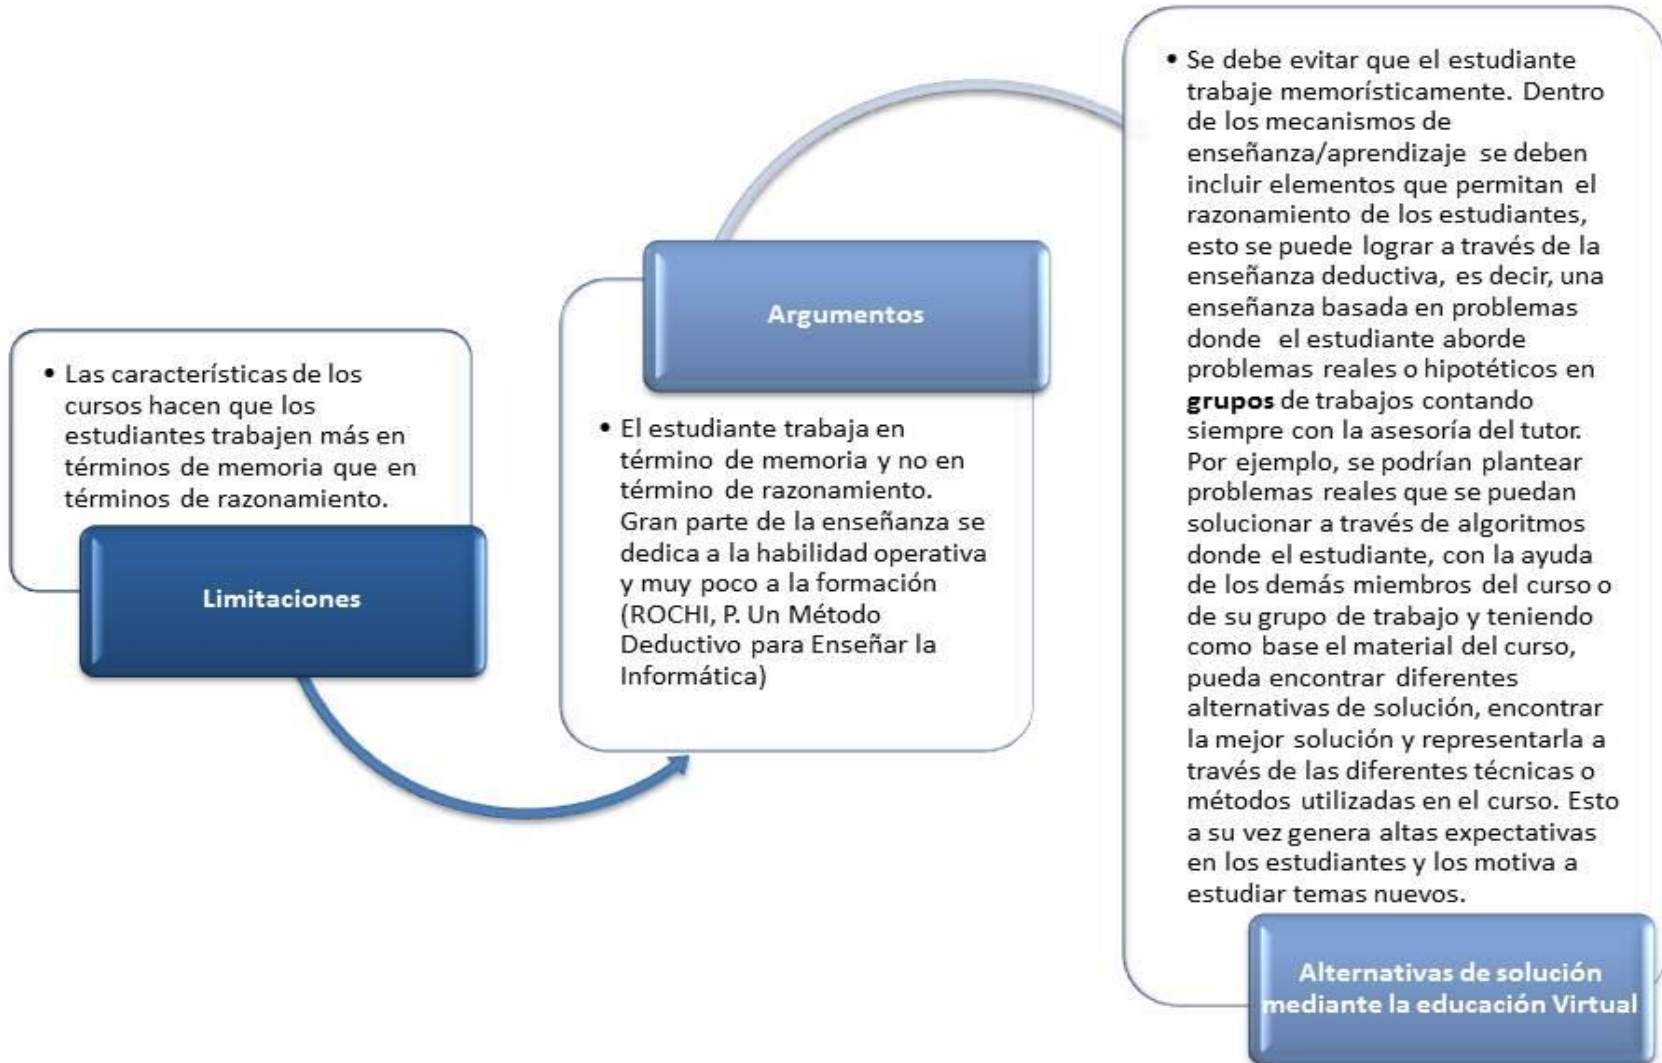 • Las características de los
cursos hacen que los
estudiantes trabajen más en
términos de memoria que en
términos de razonamiento.
Limitaciones
Argumentos
• El estudiante trabaja en
término de memoria y no en
término de razonamiento.
Gran parte de la enseñanza se
dedica a la habilidad operativa
y muy poco a la formación
(ROCHI, P. Un Método
Deductivo para Enseñar la
Informática)
• Se debe evitar que el estudiante
trabaje memorísticamente. Dentro
de los mecanismos de
enseñanza/aprendizaje se deben
incluir elementos que permitan el
razonamiento de los estudiantes,
esto se puede lograr a través de la
enseñanza deductiva, es decir, una
enseñanza basada en problemas
donde el estudiante aborde
problemas reales o hipotéticos en
grupos de trabajos contando
siempre con la asesoría del tutor.
Por ejemplo, se podrían plantear
problemas reales que se puedan
solucionar a través de algoritmos
donde el estudiante, con la ayuda
de los demás miembros del curso o
de su grupo de trabajo y teniendo
como base el material del curso,
pueda encontrar diferentes
alternativas de solución, encontrar
la mejor solución y representarla a
través de las diferentes técnicas o
métodos utilizadas en el curso. Esto
a su vez genera altas expectativas
en los estudiantes y los motiva a
estudiar temas nuevos.
Alternativas de solución
mediante la educación Virtual